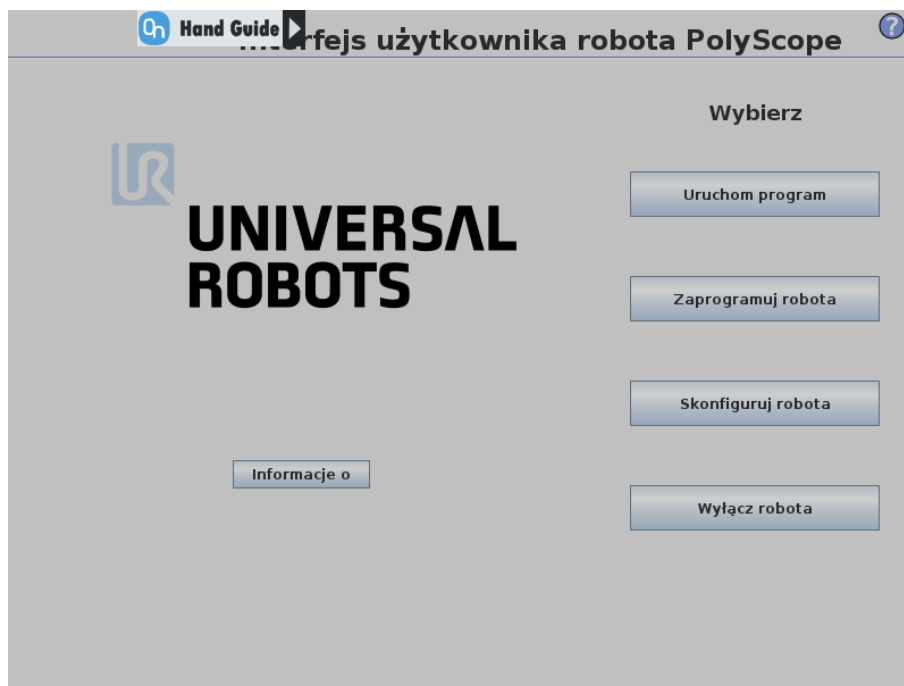 On Hand Guide
rfejs użytkownika robota PolyScope
?
Wybierz
UR
UNIVERSAL
ROBOTS
Uruchom program
Zaprogramuj robota
Skonfiguruj robota
Informacje o
Wyłącz robota